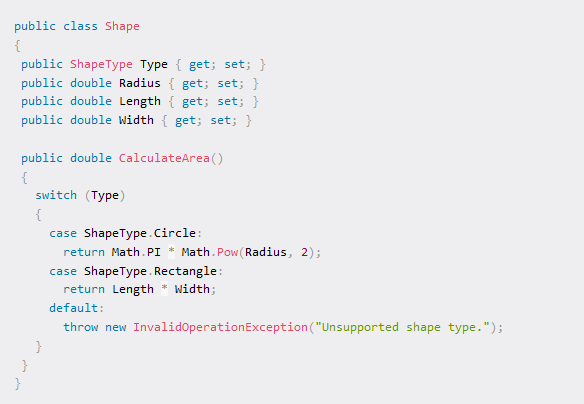 public class Shape
{
 public ShapeType Type { get; set; }
 public double Radius { get; set; }
 public double Length { get; set; }
 public double Width { get; set; }

 public double CalculateArea()
 {
   switch (Type)
   {
     case ShapeType.Circle:
       return Math.PI * Math.Pow(Radius, 2);
     case ShapeType.Rectangle:
       return Length * Width;
     default:
       throw new InvalidOperationException("Unsupported shape type.");
   }
 }
}